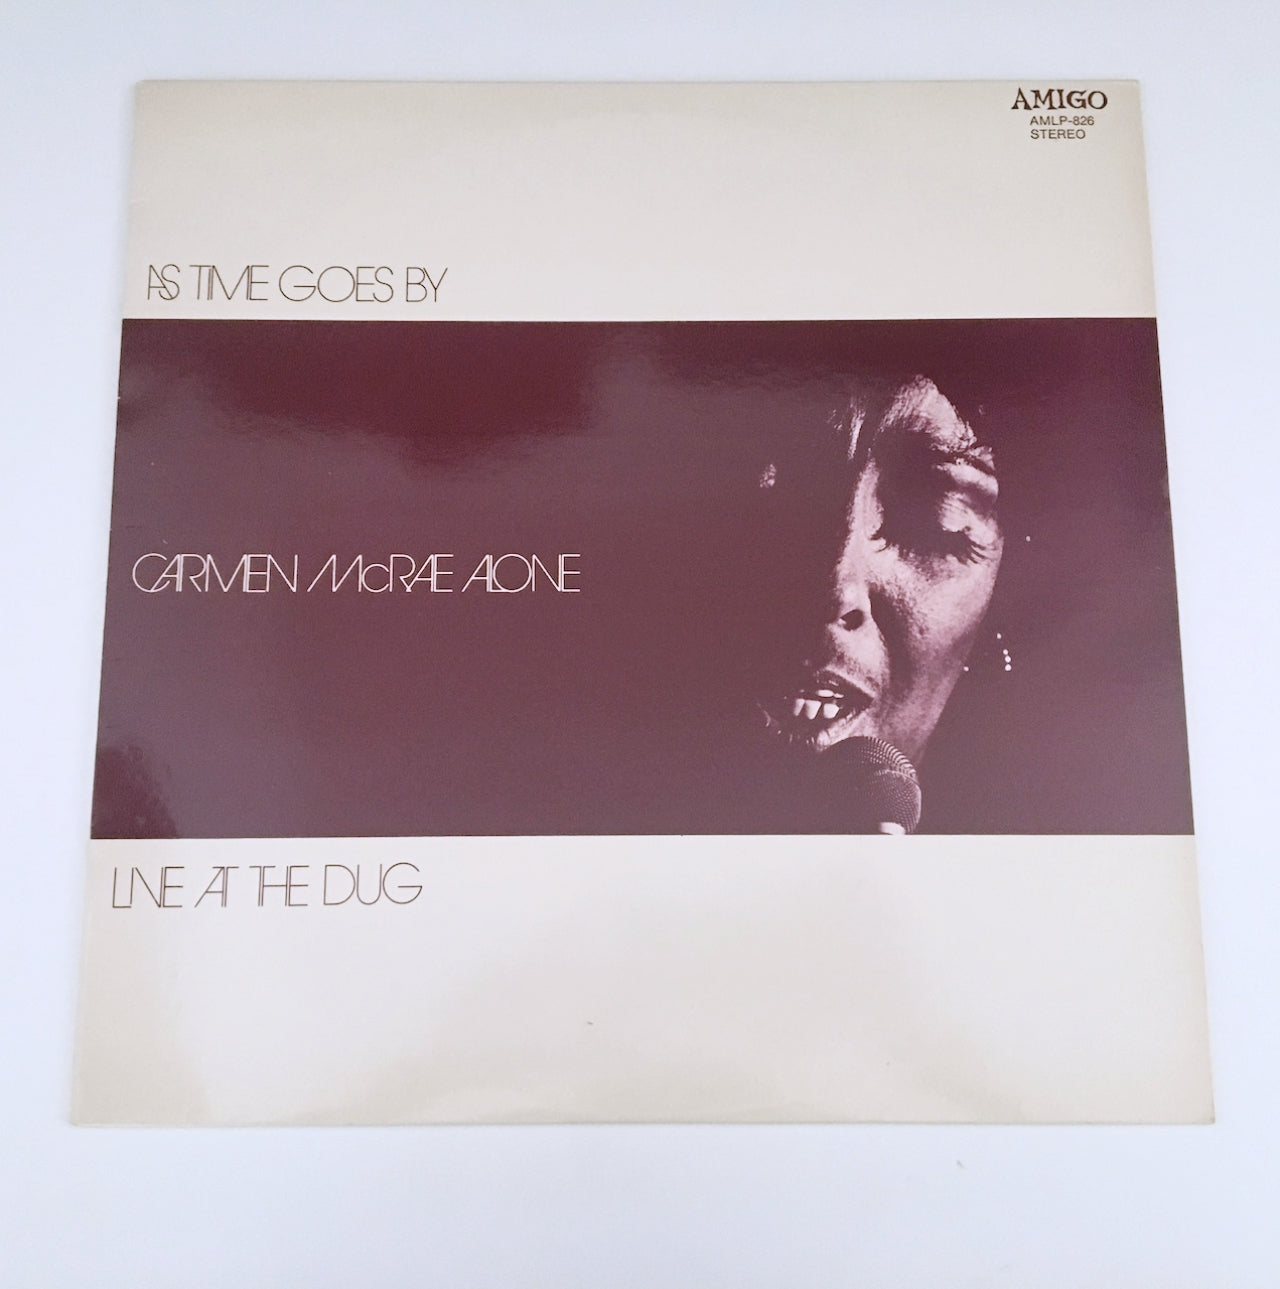 AMIGO
AMLP-826
STEREO
AS TIME GOES BY
CARMEN McRAE ALONE
LIVE AT THE DUG